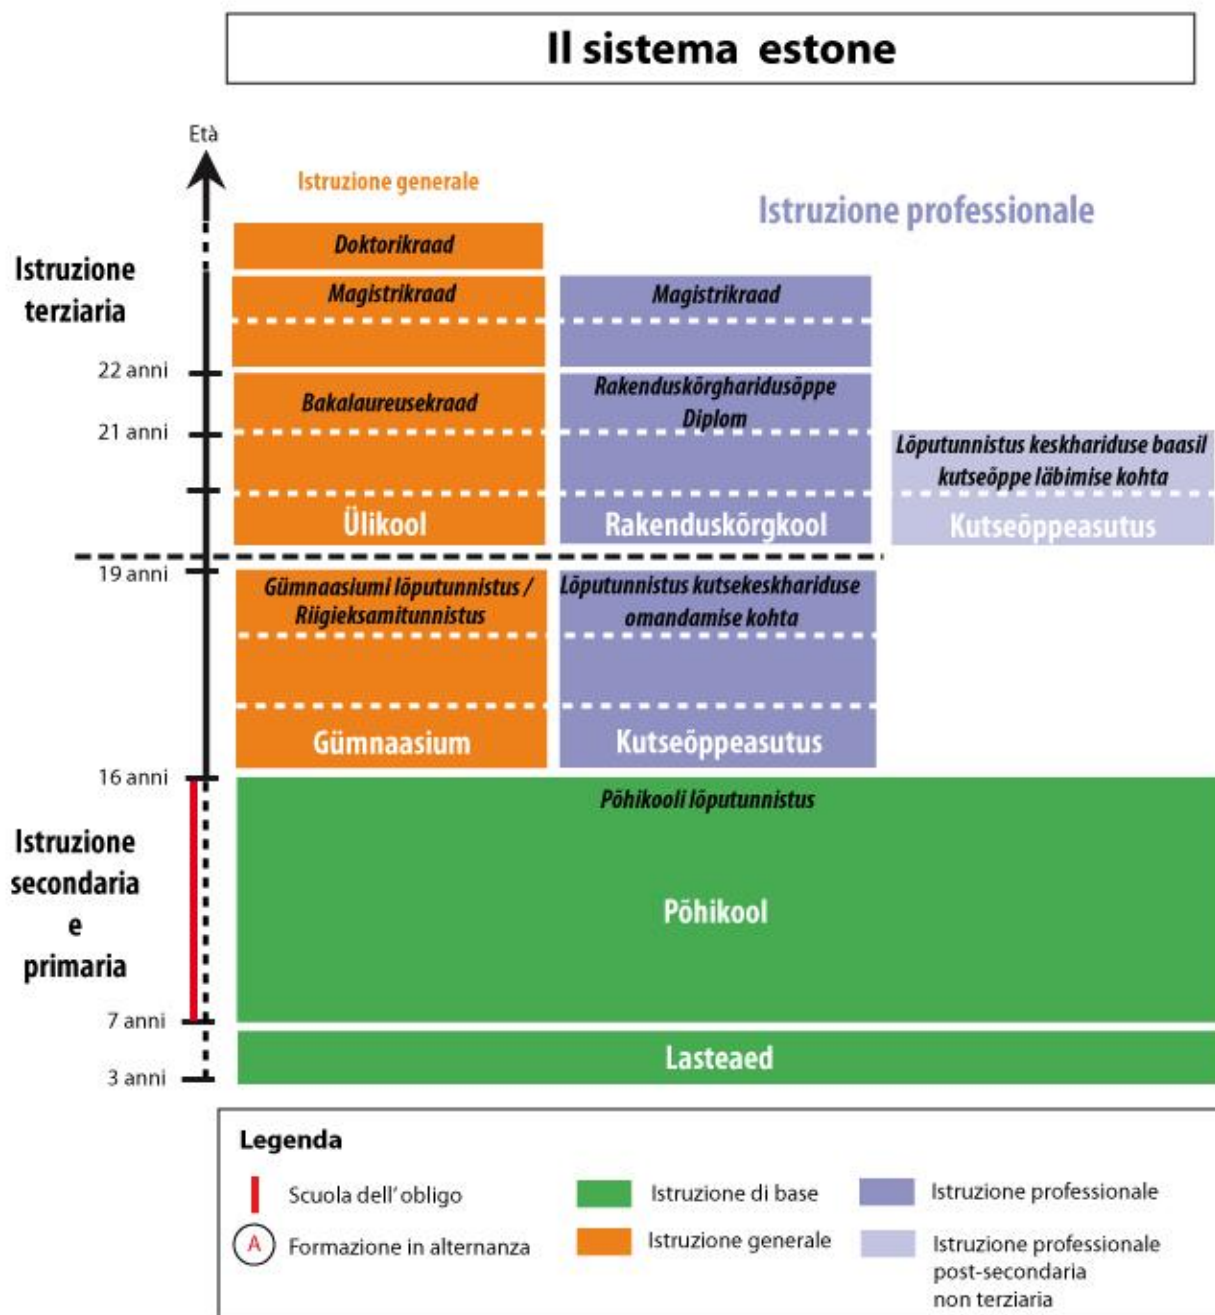 Il sistema estone
Età
Istruzione generale
Istruzione professionale
Doktorikraad
Istruzione
terziaria
Magistrikraad
Magistrikraad
22 anni
Bakalaureusekraad
Rakenduskõrgharidusõppe
Diplom
21 anni
Lõputunnistus keskhariduse baasil
kutseõppe läbimise kohta
Ülikool
Rakenduskõrgkool
Kutseõppeasutus
19 anni
Gümnaasiumi lõputunnistus /
Riigieksamitunnistus
Lõputunnistus kutsekeskhariduse
omandamise kohta
Gümnaasium
Kutseõppeasutus
16 anni
Põhikooli lõputunnistus
Istruzione
secondaria
e
primaria
Põhikool
7 anni
Lasteaed
3 anni
Legenda
Scuola dell' obligo
Istruzione di base
Istruzione professionale
A Formazione in alternanza
Istruzione generale
Istruzione professionale
post-secondaria
non terziaria